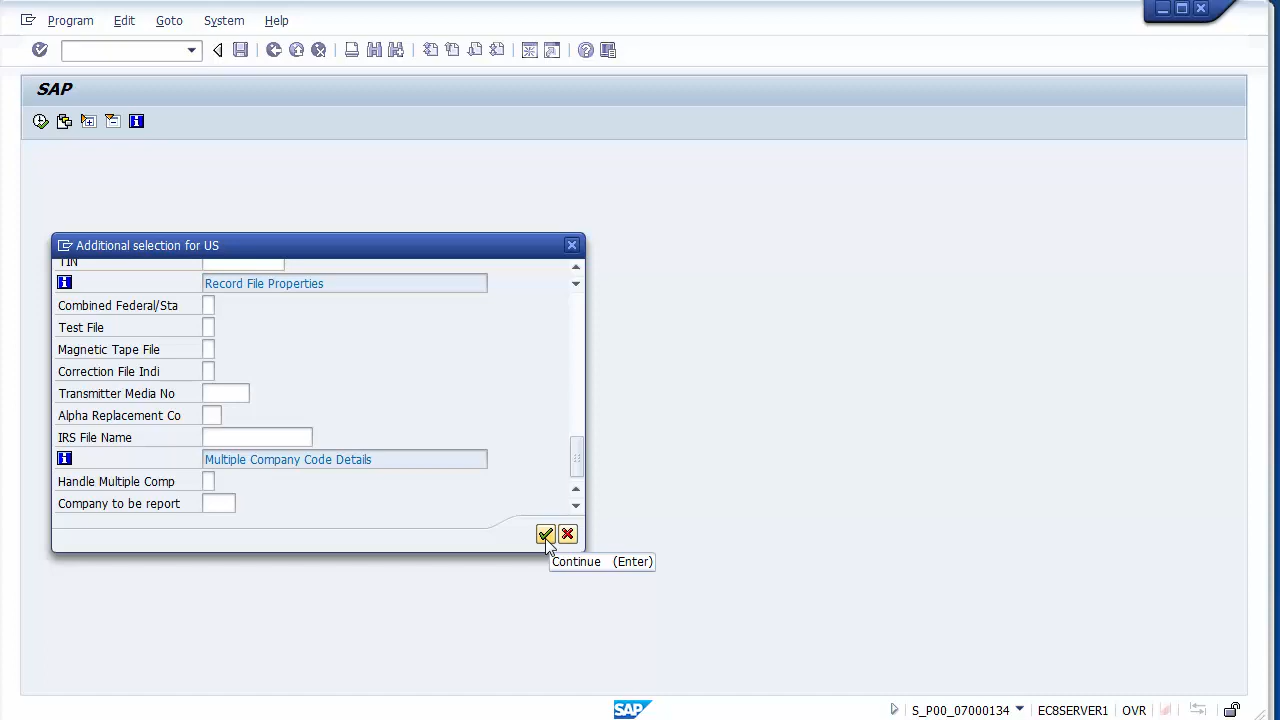 Program Edit Goto System Help
SAP
Additional selection for US
TIN
Record File Properties
Combined Federal/Sta
Test File
Magnetic Tape File
Correction File Indi
Transmitter Media No
Alpha Replacement Co
IRS File Name
Multiple Company Code Details
Handle Multiple Comp
Company to be report
Continue (Enter)
SAP
S_P00_07000134 ECSERVER1 OVR